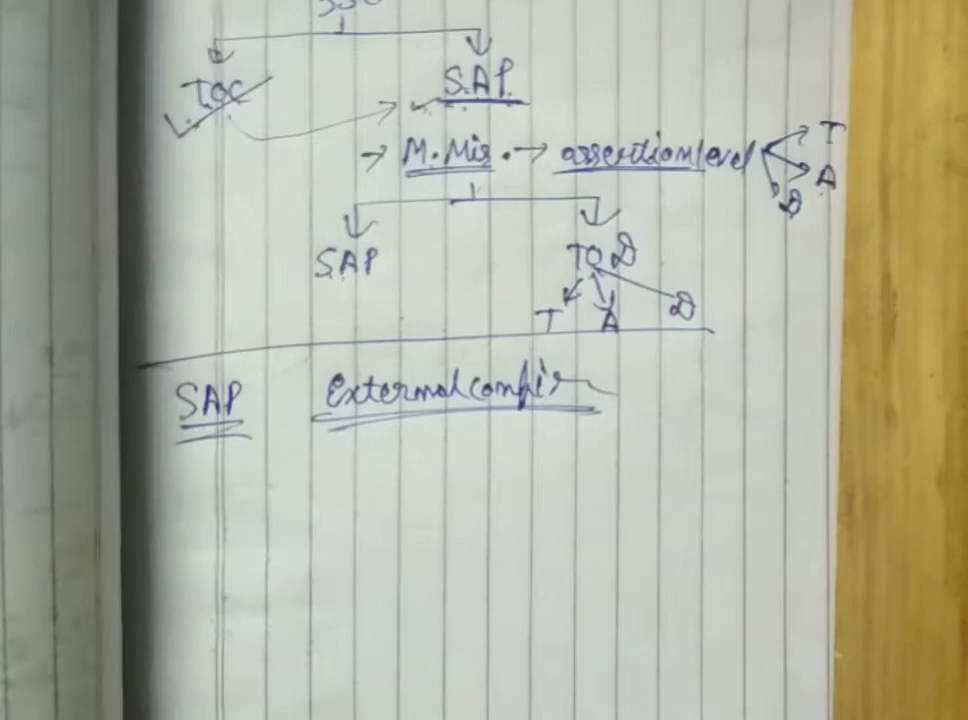 TOC S.A.P.
M. Mis. assertion level T
A
D
SAP TOD
T A D
SAP External confir